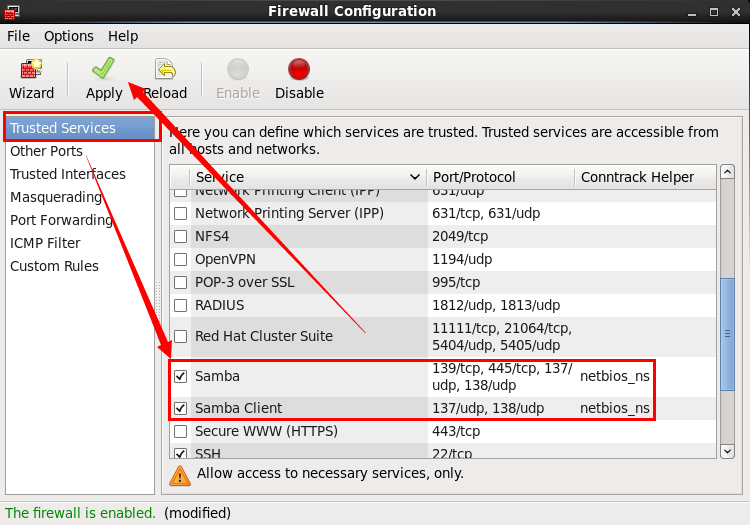 Firewall Configuration
File Options Help
Wizard Apply Reload Enable Disable
Trusted Services
Other Ports
Trusted Interfaces
Masquerading
Port Forwarding
ICMP Filter
Custom Rules
Here you can define which services are trusted. Trusted services are accessible from
all hosts and networks.
Service Port/Protocol Conntrack Helper
Network Printing Client (IPP) 631/udp
Network Printing Server (IPP) 631/tcp, 631/udp
NFS4 2049/tcp
OpenVPN 1194/udp
POP-3 over SSL 995/tcp
RADIUS 1812/udp, 1813/udp
Red Hat Cluster Suite 11111/tcp, 21064/tcp,
5404/udp, 5405/udp
Samba 139/tcp, 445/tcp, 137/
udp, 138/udp netbios_ns
Samba Client 137/udp, 138/udp netbios_ns
Secure WWW (HTTPS) 443/tcp
SSH 22/tcp
Allow access to necessary services, only.
The firewall is enabled. (modified)